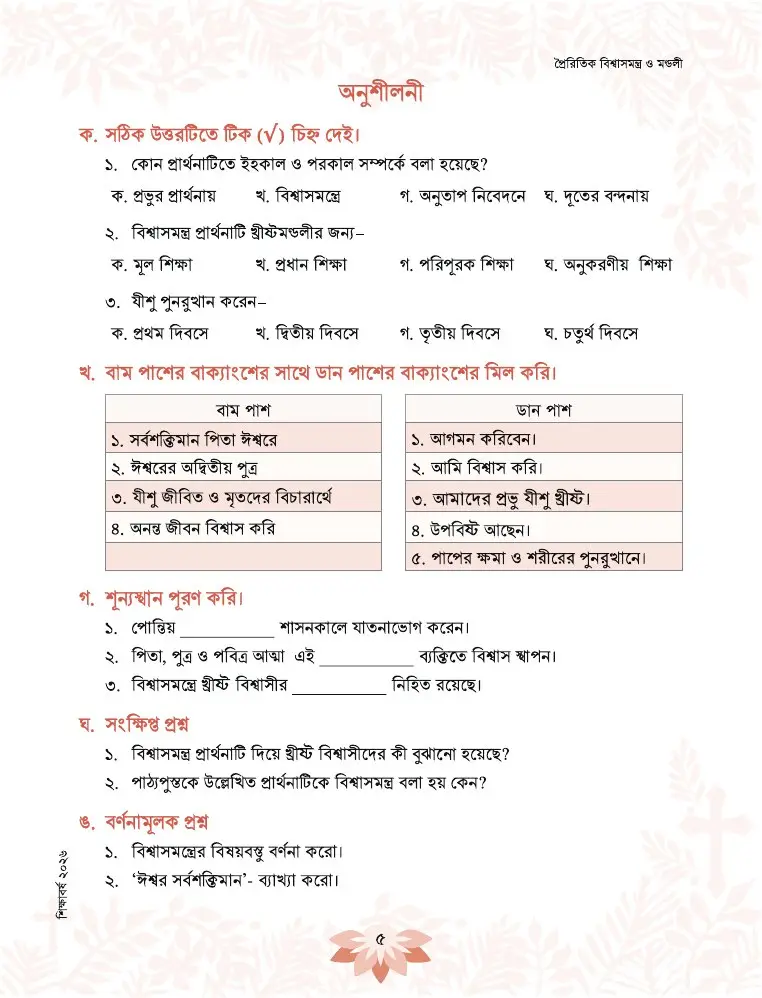 প্রৈরিতিক বিশ্বাসমন্ত্র ও মন্ডলী
অনুশীলনী
ক. সঠিক উত্তরটিতে টিক (√) চিহ্ন দেই।
১. কোন প্রার্থনাটিতে ইহকাল ও পরকাল সম্পর্কে বলা হয়েছে?
ক. প্রভুর প্রার্থনায় খ. বিশ্বাসমন্ত্রে গ. অনুতাপ নিবেদনে ঘ. দূতের বন্দনায়
২. বিশ্বাসমন্ত্র প্রার্থনাটি খ্রীষ্টমন্ডলীর জন্য–
ক. মূল শিক্ষা খ. প্রধান শিক্ষা গ. পরিপূরক শিক্ষা ঘ. অনুকরণীয় শিক্ষা
৩. যীশু পুনরুত্থান করেন–
ক. প্রথম দিবসে খ. দ্বিতীয় দিবসে গ. তৃতীয় দিবসে ঘ. চতুর্থ দিবসে
খ. বাম পাশের বাক্যাংশের সাথে ডান পাশের বাক্যাংশের মিল করি।
বাম পাশ
১. সর্বশক্তিমান পিতা ঈশ্বরে
২. ঈশ্বরের অদ্বিতীয় পুত্র
৩. যীশু জীবিত ও মৃতদের বিচারার্থে
৪. অনন্ত জীবন বিশ্বাস করি
ডান পাশ
১. আগমন করিবেন।
২. আমি বিশ্বাস করি।
৩. আমাদের প্রভু যীশু খ্রীষ্ট।
৪. উপবিষ্ট আছেন।
৫. পাপের ক্ষমা ও শরীরের পুনরুত্থানে।
গ. শূন্যস্থান পূরণ করি।
১. পোন্তিয় __________ শাসনকালে যাতনাভোগ করেন।
২. পিতা, পুত্র ও পবিত্র আত্মা এই __________ ব্যক্তিতে বিশ্বাস স্থাপন।
৩. বিশ্বাসমন্ত্রে খ্রীষ্ট বিশ্বাসীর __________ নিহিত রয়েছে।
ঘ. সংক্ষিপ্ত প্রশ্ন
১. বিশ্বাসমন্ত্র প্রার্থনাটি দিয়ে খ্রীষ্ট বিশ্বাসীদের কী বুঝানো হয়েছে?
২. পাঠ্যপুস্তকে উল্লেখিত প্রার্থনাটিকে বিশ্বাসমন্ত্র বলা হয় কেন?
ঙ. বর্ণনামূলক প্রশ্ন
১. বিশ্বাসমন্ত্রের বিষয়বস্তু বর্ণনা করো।
২. ‘ঈশ্বর সর্বশক্তিমান’- ব্যাখ্যা করো।
শিক্ষাবর্ষ ২০২৬
৫